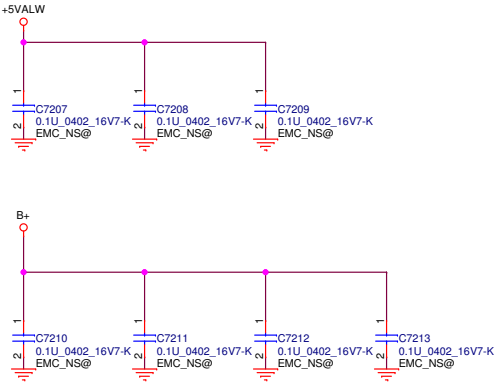 +5VALW
1 1 1
C7207 C7208 C7209
2 0.1U_0402_16V7-K 2 0.1U_0402_16V7-K 2 0.1U_0402_16V7-K
EMC_NS@ EMC_NS@ EMC_NS@
B+
1 1 1 1
C7210 C7211 C7212 C7213
2 0.1U_0402_16V7-K 2 0.1U_0402_16V7-K 2 0.1U_0402_16V7-K 2 0.1U_0402_16V7-K
EMC_NS@ EMC_NS@ EMC_NS@ EMC_NS@